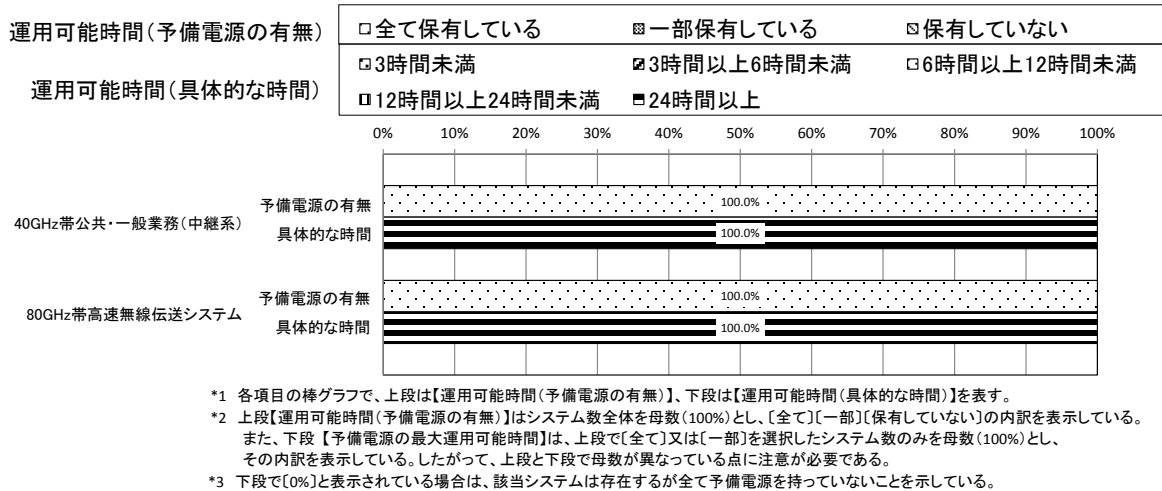 運用可能時間(予備電源の有無) 全て保有している 一部保有している 保有していない
運用可能時間(具体的な時間) 3時間未満 3時間以上6時間未満 6時間以上12時間未満
12時間以上24時間未満 24時間以上
0% 10% 20% 30% 40% 50% 60% 70% 80% 90% 100%
40GHz帯公共・一般業務(中継系)
予備電源の有無 100.0%
具体的な時間 100.0%
80GHz帯高速無線伝送システム
予備電源の有無 100.0%
具体的な時間 100.0%
*1 各項目の棒グラフで、上段は【運用可能時間(予備電源の有無)】、下段は【運用可能時間(具体的な時間)】を表す。
*2 上段【運用可能時間(予備電源の有無)】はシステム数全体を母数(100%)とし、〔全て〕〔一部〕〔保有していない〕の内訳を表示している。
また、下段 【予備電源の最大運用可能時間】は、上段で〔全て〕又は〔一部〕を選択したシステム数のみを母数(100%)とし、
その内訳を表示している。したがって、上段と下段で母数が異なっている点に注意が必要である。
*3 下段で〔0%〕と表示されている場合は、該当システムは存在するが全て予備電源を持っていないことを示している。